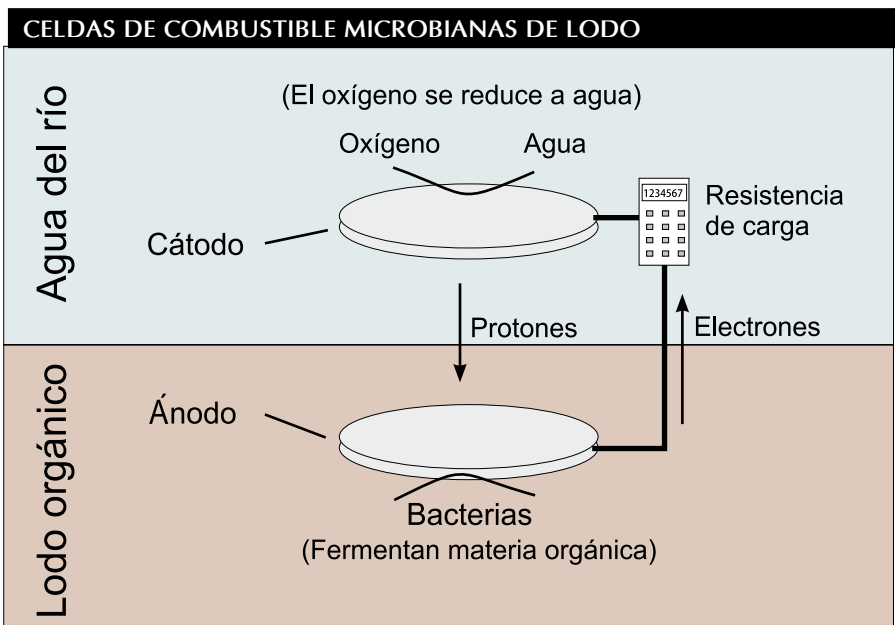 CELDAS DE COMBUSTIBLE MICROBIANAS DE LODO
Agua del río
(El oxígeno se reduce a agua)
Oxígeno Agua
1234567
Resistencia
de carga
Cátodo
Protones
Electrones
Lodo orgánico
Ánodo
Bacterias
(Fermentan materia orgánica)